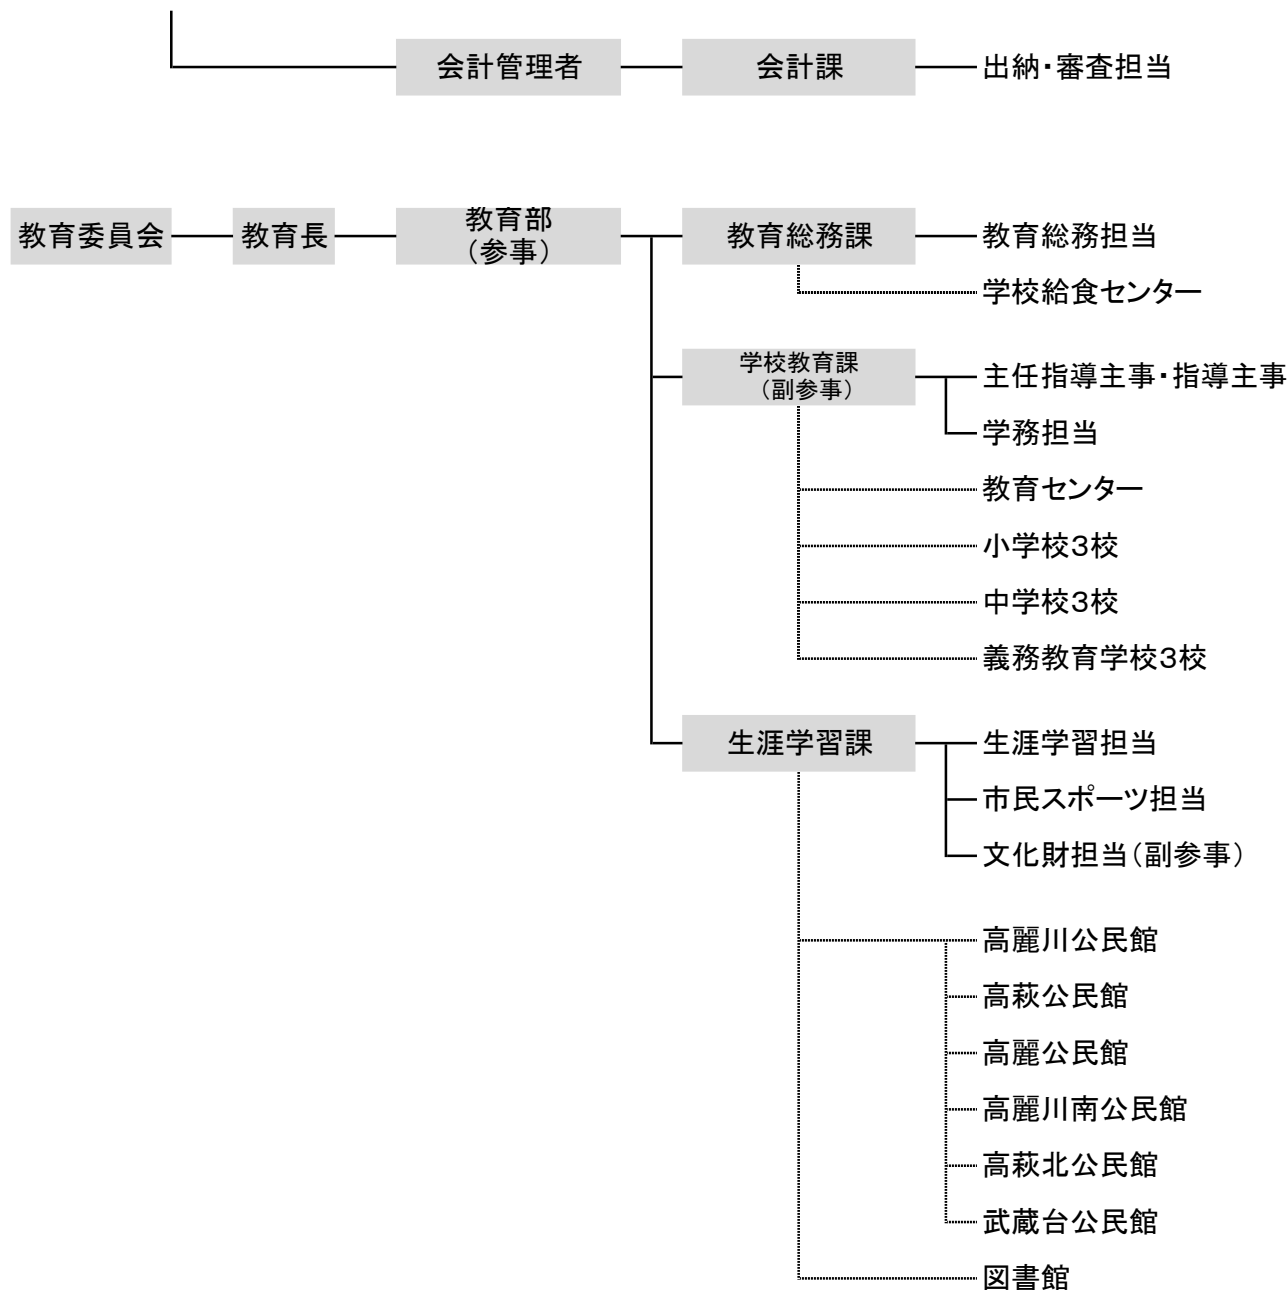 会計管理者 会計課 出納・審査担当
教育委員会 教育長 教育部 教育総務課 教育総務担当
（参事）
学校給食センター
学校教育課 主任指導主事・指導主事
（副参事）
学務担当
教育センター
小学校３校
中学校３校
義務教育学校３校
生涯学習課 生涯学習担当
市民スポーツ担当
文化財担当（副参事）
高麗川公民館
高萩公民館
高麗公民館
高麗川南公民館
高萩北公民館
武蔵台公民館
図書館